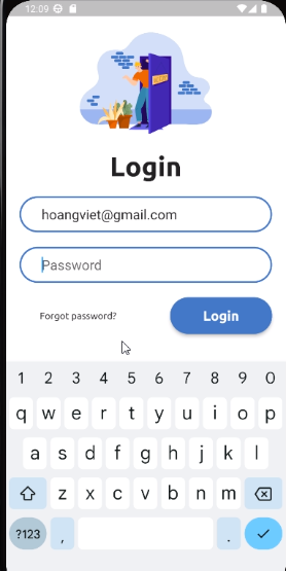 12:09
Login
hoangviet@gmail.com
Password
Forgot password? Login
1 2 3 4 5 6 7 8 9 0
q w e r t y u i o p
a s d f g h j k l
z x c v b n m
?123 , .